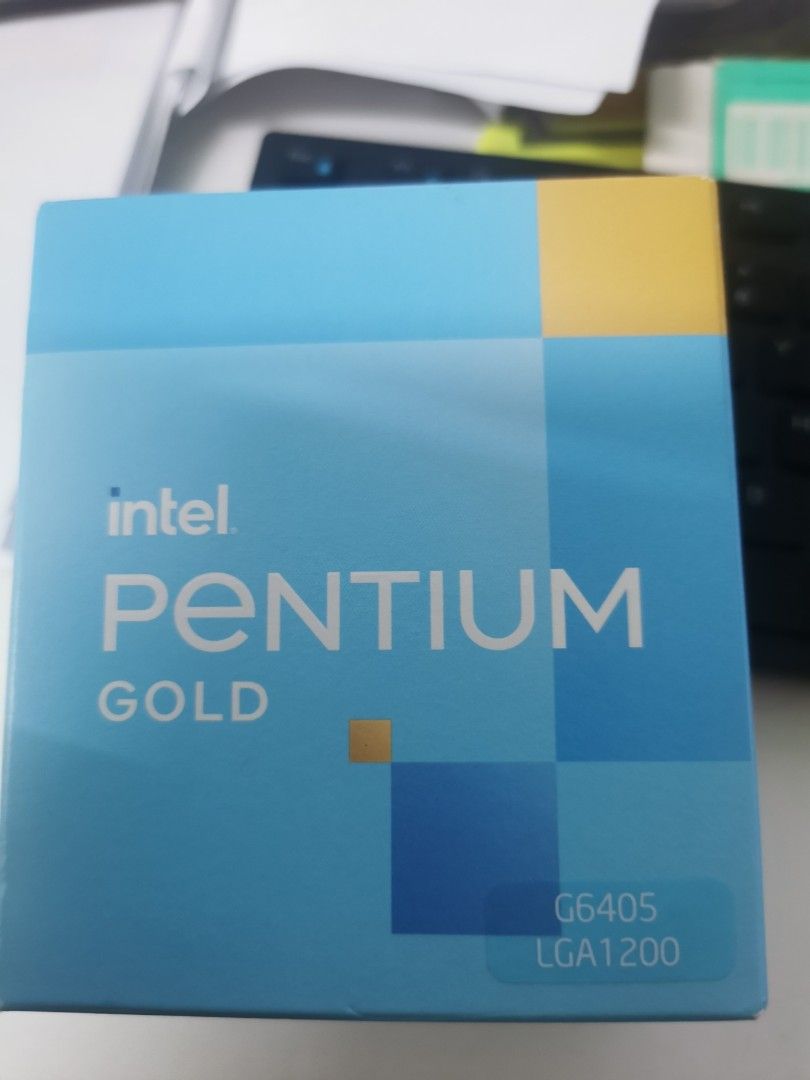 intel
PENTIUM
GOLD
G6405
LGA1200